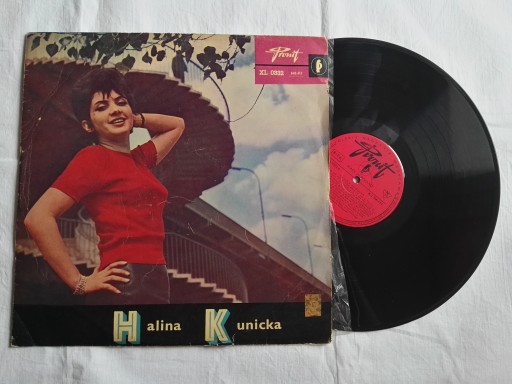 Pronit
XL 0322
Halina Kunicka
Pronit